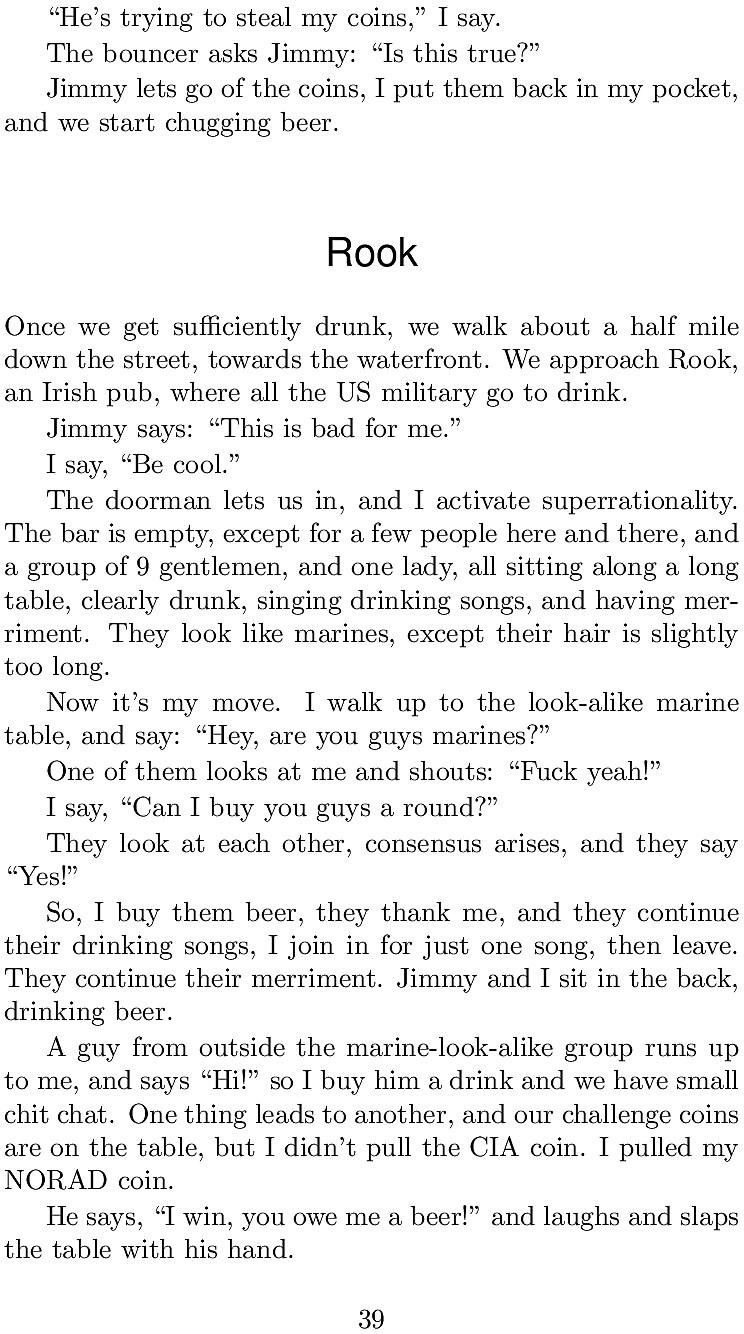 “He’s trying to steal my coins,” I say.
The bouncer asks Jimmy: “Is this true?”
Jimmy lets go of the coins, I put them back in my pocket,
and we start chugging beer.
Rook
Once we get sufficiently drunk, we walk about a half mile
down the street, towards the waterfront. We approach Rook,
an Irish pub, where all the US military go to drink.
Jimmy says: “This is bad for me.”
I say, “Be cool.”
The doorman lets us in, and I activate superrationality.
The bar is empty, except for a few people here and there, and
a group of 9 gentlemen, and one lady, all sitting along a long
table, clearly drunk, singing drinking songs, and having mer-
riment. They look like marines, except their hair is slightly
too long.
Now it’s my move. I walk up to the look-alike marine
table, and say: “Hey, are you guys marines?”
One of them looks at me and shouts: “Fuck yeah!”
I say, “Can I buy you guys a round?”
They look at each other, consensus arises, and they say
“Yes!”
So, I buy them beer, they thank me, and they continue
their drinking songs, I join in for just one song, then leave.
They continue their merriment. Jimmy and I sit in the back,
drinking beer.
A guy from outside the marine-look-alike group runs up
to me, and says “Hi!” so I buy him a drink and we have small
chit chat. One thing leads to another, and our challenge coins
are on the table, but I didn’t pull the CIA coin. I pulled my
NORAD coin.
He says, “I win, you owe me a beer!” and laughs and slaps
the table with his hand.
39